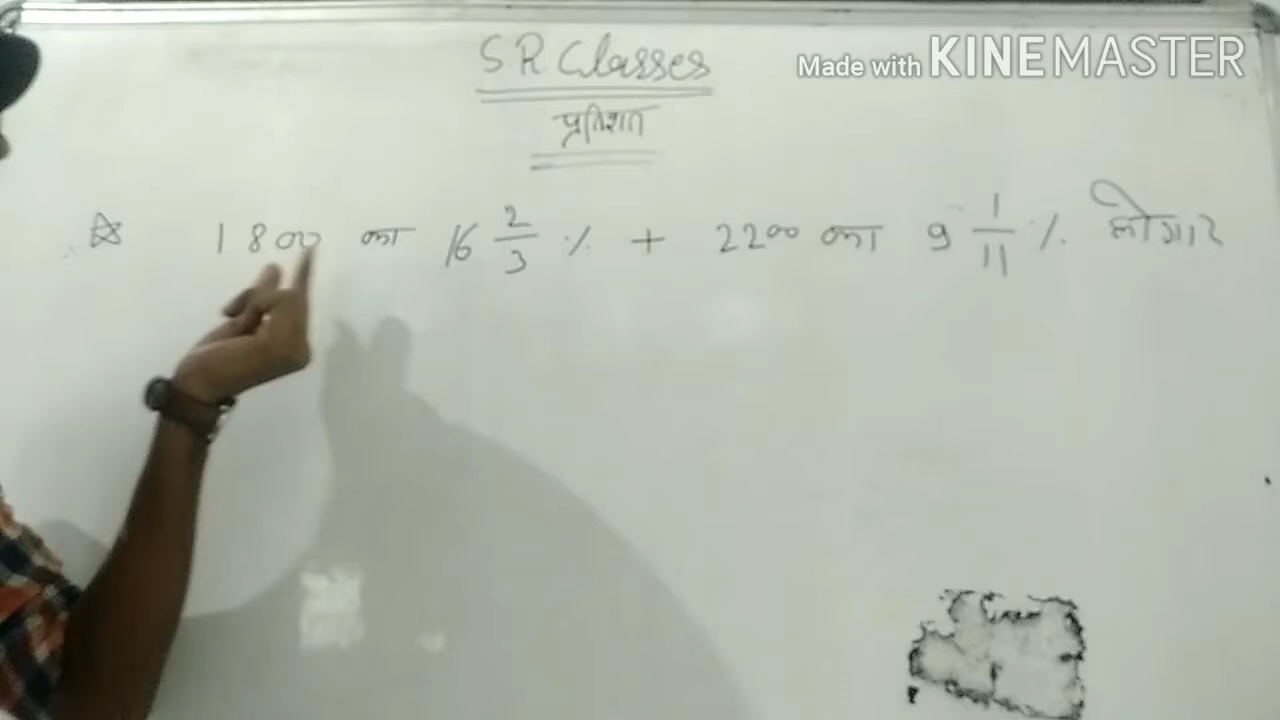 SR Classes
Made with KINEMASTER
प्रतिशत
☆ 1800 का 16 2/3 % + 2200 का 9 1/11 %